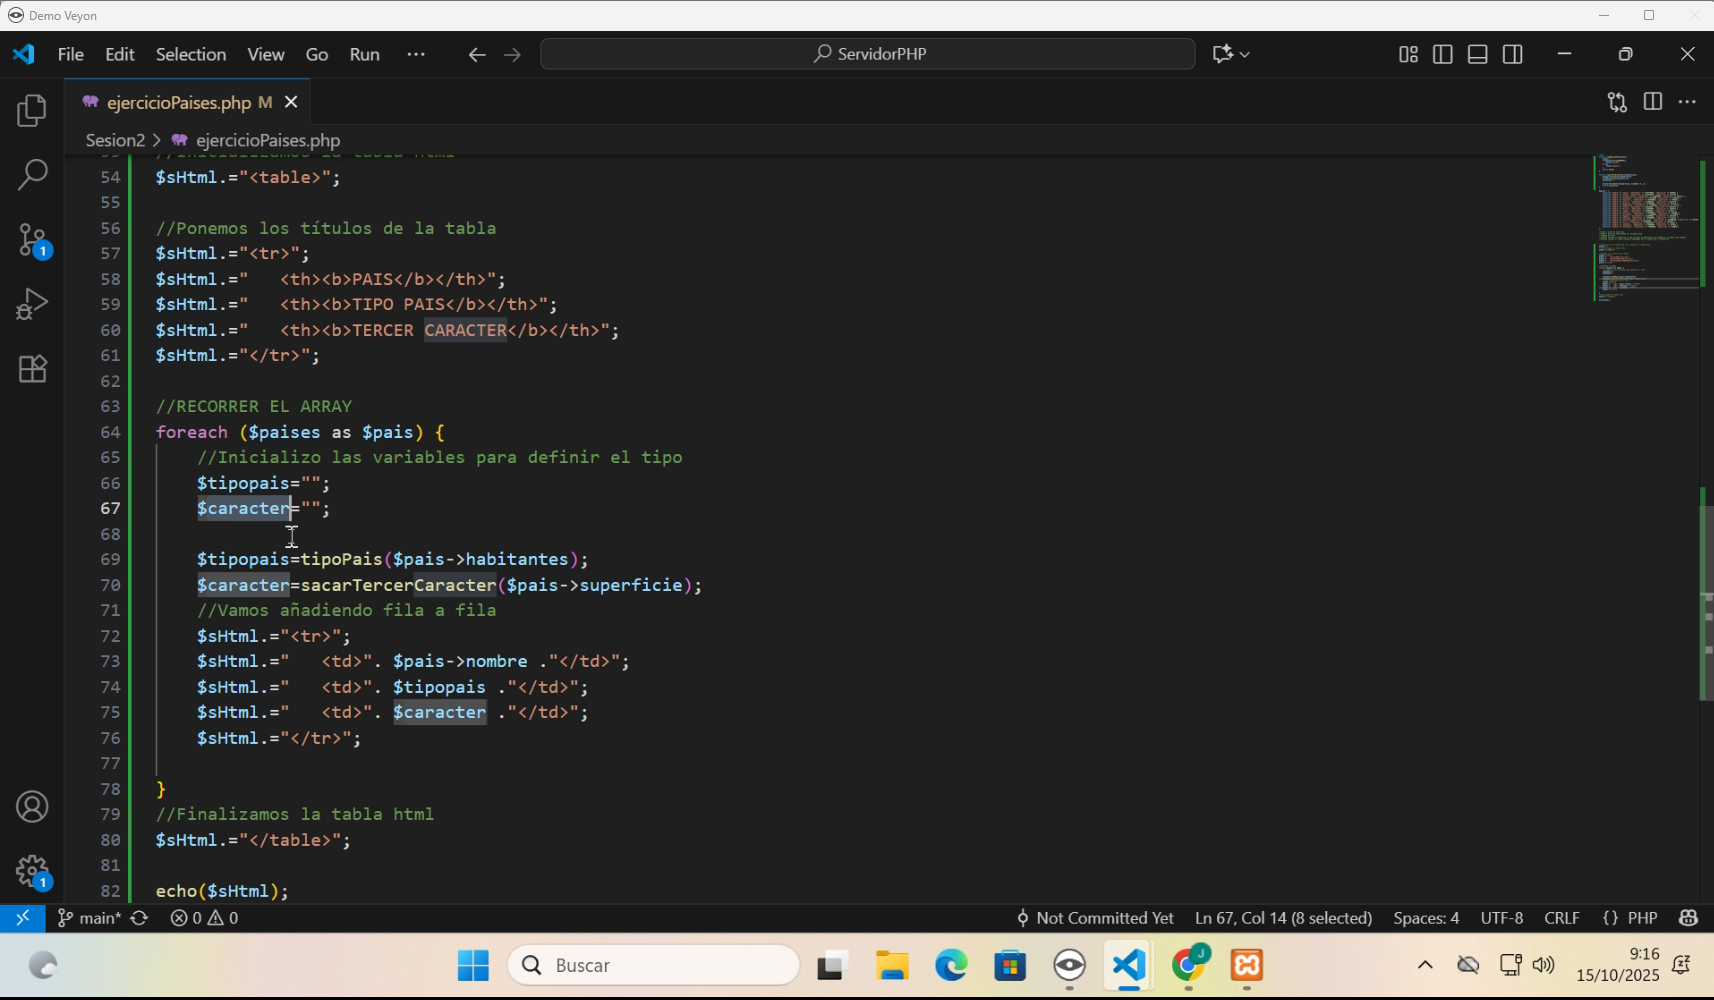 Demo Veyon
File Edit Selection View Go Run ··· ServidorPHP
ejercicioPaises.php M
Sesion2 > ejercicioPaises.php
54 $sHtml.="<table>";
55
56 //Ponemos los títulos de la tabla
57 $sHtml.="<tr>";
58 $sHtml.="   <th><b>PAIS</b></th>";
59 $sHtml.="   <th><b>TIPO PAIS</b></th>";
60 $sHtml.="   <th><b>TERCER CARACTER</b></th>";
61 $sHtml.="</tr>";
62
63 //RECORRER EL ARRAY
64 foreach ($paises as $pais) {
65     //Inicializo las variables para definir el tipo
66     $tipopais="";
67     $caracter="";
68
69     $tipopais=tipoPais($pais->habitantes);
70     $caracter=sacarTercerCaracter($pais->superficie);
71     //Vamos añadiendo fila a fila
72     $sHtml.="<tr>";
73     $sHtml.="   <td>". $pais->nombre ."</td>";
74     $sHtml.="   <td>". $tipopais ."</td>";
75     $sHtml.="   <td>". $caracter ."</td>";
76     $sHtml.="</tr>";
77
78 }
79 //Finalizamos la tabla html
80 $sHtml.="</table>";
81
82 echo($sHtml);
1
1
main* 0 0 Not Committed Yet Ln 67, Col 14 (8 selected) Spaces: 4 UTF-8 CRLF {} PHP
Buscar
J
9:16
15/10/2025